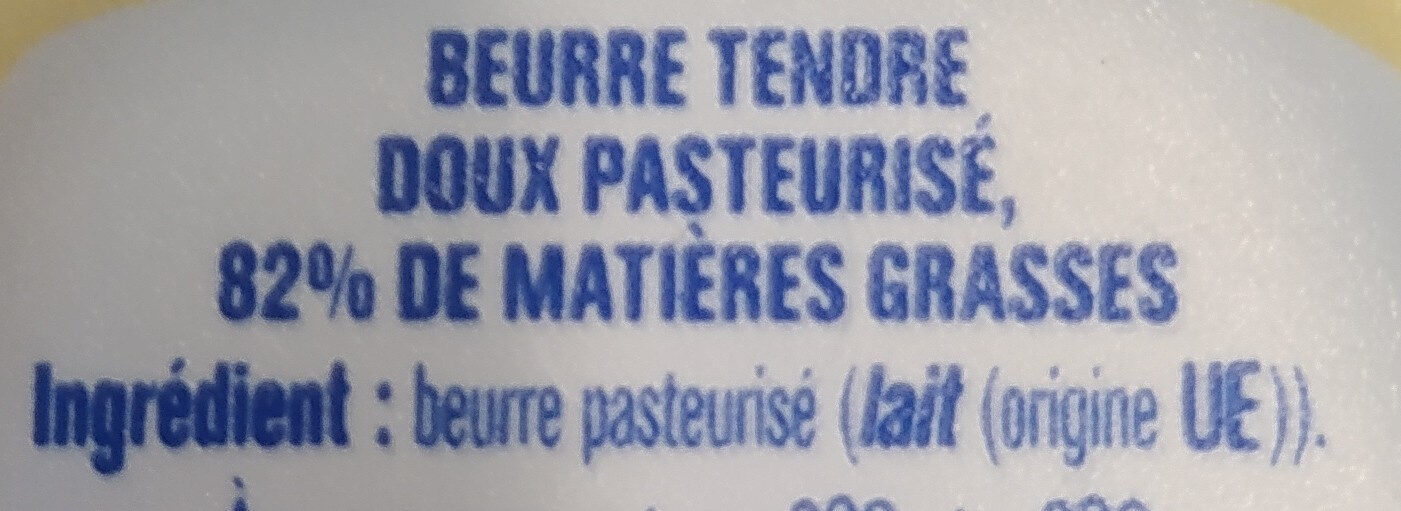 BEURRE TENDRE
DOUX PASTEURISÉ,
82% DE MATIÈRES GRASSES
Ingrédient : beurre pasteurisé (lait (origine UE)).